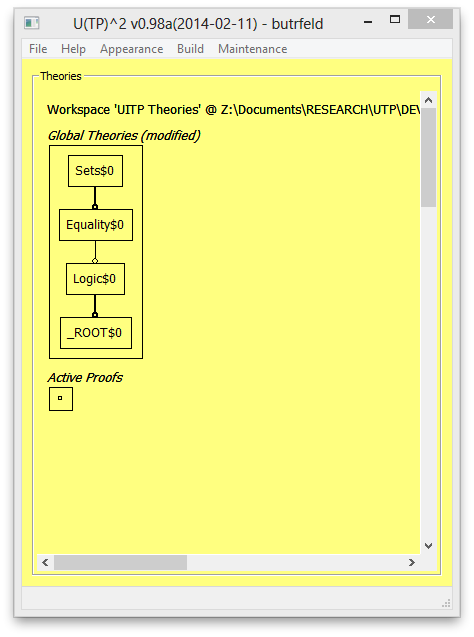 U(TP)^2 v0.98a(2014-02-11) - butrfeld
File Help Appearance Build Maintenance
Theories
Workspace 'UITP Theories' @ Z:\Documents\RESEARCH\UTP\DE\
Global Theories (modified)
Sets$0
Equality$0
Logic$0
_ROOT$0
Active Proofs